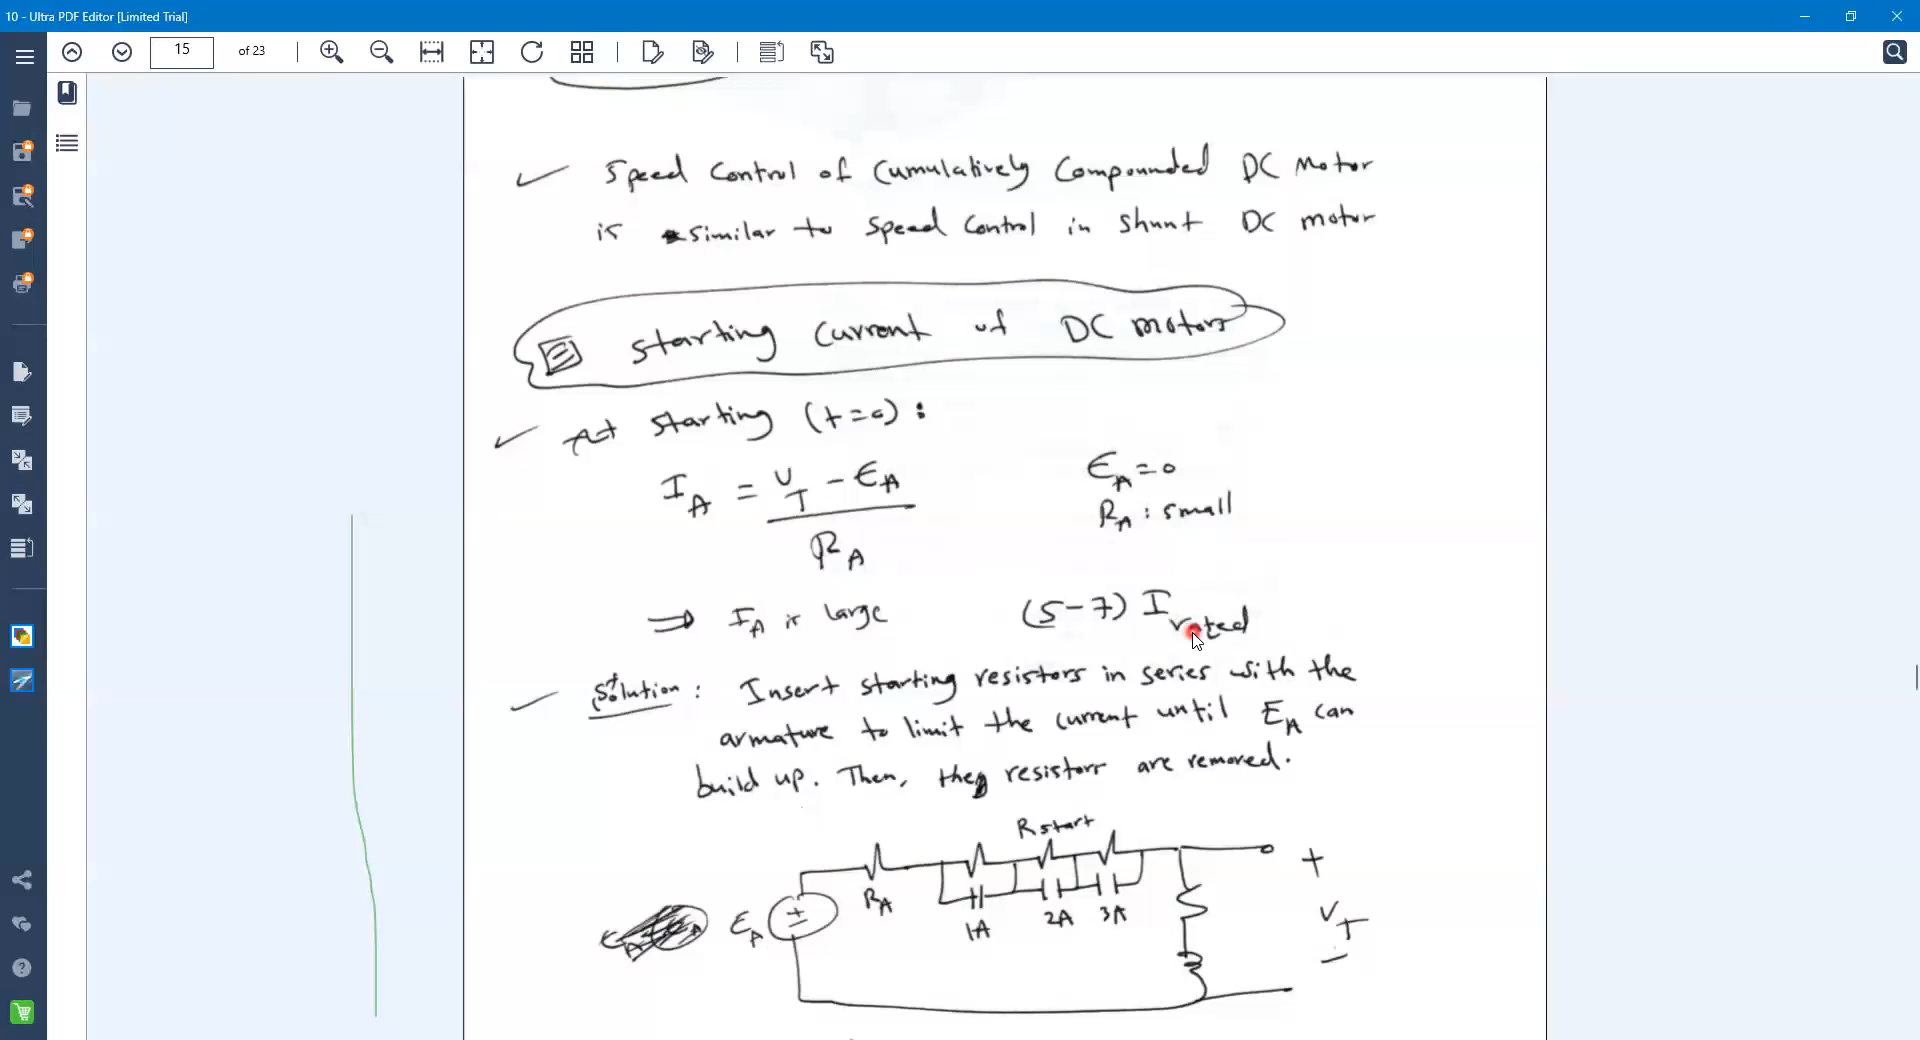 10 - Ultra PDF Editor [Limited Trial]
15 of 23
Speed Control of Cumulatively Compounded DC Motor
is similar to Speed Control in shunt DC motor
Starting Current of DC motors
At starting (t=0):
I_A = (V_T - E_A) / R_A
E_A = 0
R_A : small
⇒ I_A is large (5-7) I_rated
Solution: Insert starting resistors in series with the
armature to limit the current until E_A can
build up. Then, they resistors are removed.
R start
R_A
1A 2A 3A
E_A
+
V_T
-